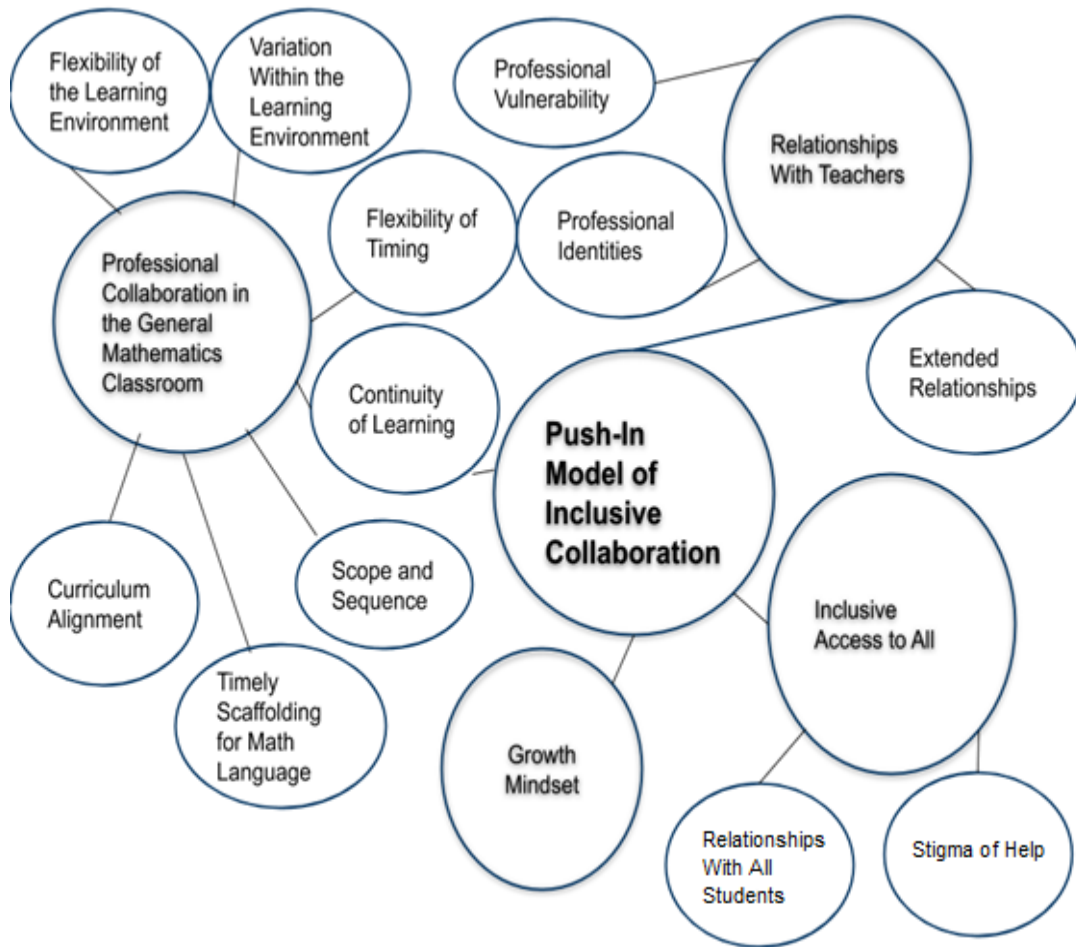 Flexibility of
the Learning
Environment
Variation
Within the
Learning
Environment
Professional
Vulnerability
Relationships
With Teachers
Flexibility of
Timing
Professional
Identities
Professional
Collaboration in
the General
Mathematics
Classroom
Extended
Relationships
Continuity
of Learning
Push-In
Model of
Inclusive
Collaboration
Curriculum
Alignment
Scope and
Sequence
Inclusive
Access to All
Timely
Scaffolding
for Math
Language
Growth
Mindset
Relationships
With All
Students
Stigma of Help